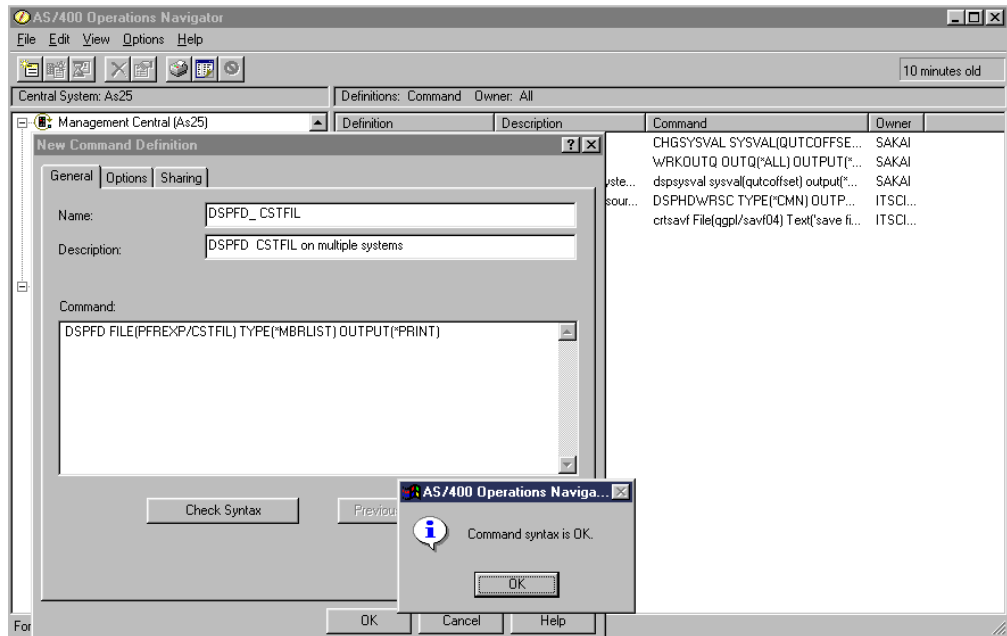 AS/400 Operations Navigator
File Edit View Options Help
10 minutes old
Central System: As25
Definitions: Command Owner: All
Management Central (As25)
Definition Description Command Owner
CHGSYSVAL SYSVAL(QUTCOFFSE... SAKAI
WRKOUTQ OUTQ(*ALL) OUTPUT(*... SAKAI
yste... dspsysval sysval(qutcoffset) output(*... SAKAI
sour... DSPHDWRSC TYPE(*CMN) OUTP... ITSCI...
crtsavf File(qgpl/savf04) Text('save fi... ITSCI...
New Command Definition
General Options Sharing
Name:
DSPFD_ CSTFIL
Description:
DSPFD CSTFIL on multiple systems
Command:
DSPFD FILE(PFREXP/CSTFIL) TYPE(*MBRLIST) OUTPUT(*PRINT)
Check Syntax
Previou
AS/400 Operations Naviga...
Command syntax is OK.
OK
OK Cancel Help
For